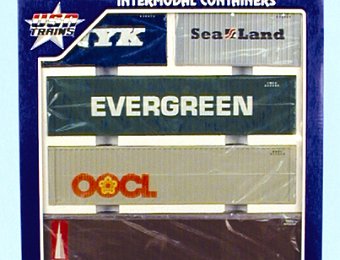 INTERMODAL CONTAINERS
USA
TRAINS
NYK
Sea Land
EVERGREEN
OOCL